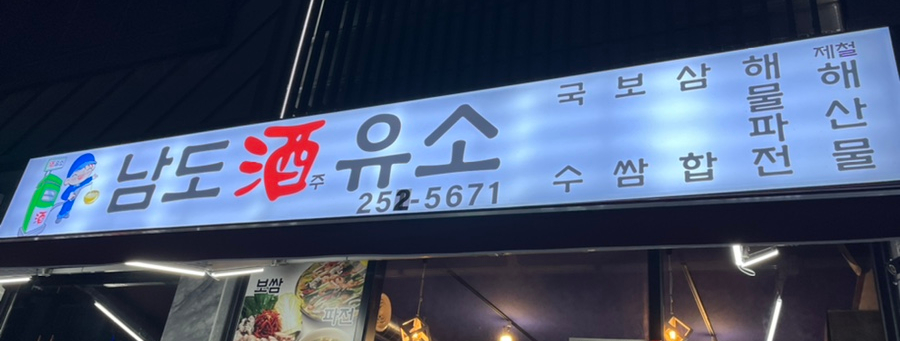 남도酒주유소
252-5671
국수
보쌈
삼합
해물파전
제철
해산물
보쌈
파전